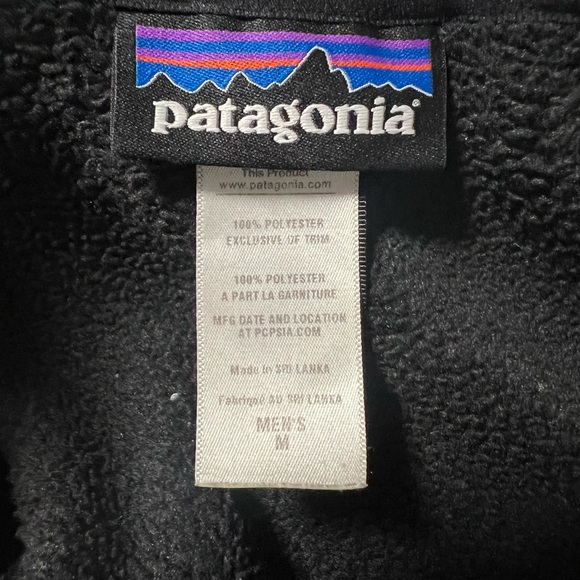 patagonia®
This Product
www.patagonia.com
100% POLYESTER
EXCLUSIVE OF TRIM
100% POLYESTER
A PART LA GARNITURE
MFG DATE AND LOCATION
AT PCPSIA.COM
Made in SRI LANKA
Fabriqué AU SRI LANKA
MEN'S
M